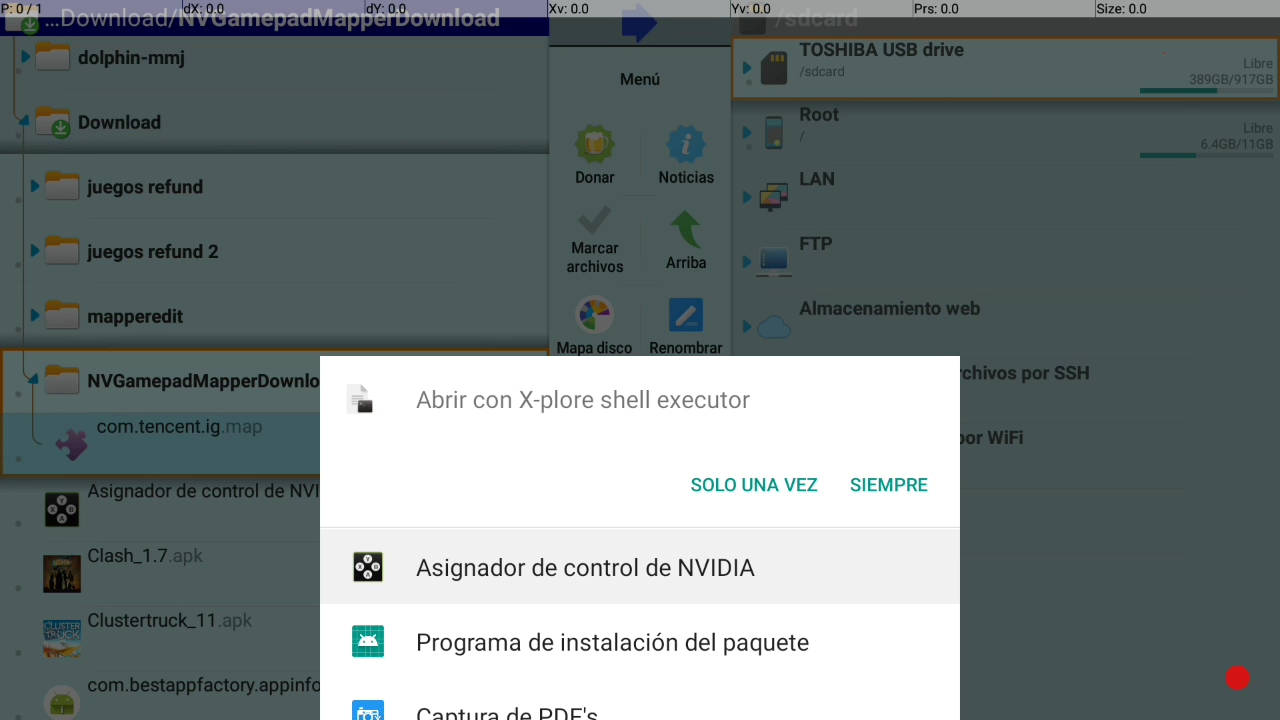 P: 0 / 1
dX: 0.0
dY: 0.0
Xv: 0.0
Yv: 0.0
Prs: 0.0
Size: 0.0
...Download/NVGamepadMapperDownload
dolphin-mmj
Download
juegos refund
juegos refund 2
mapperedit
NVGamepadMapperDownlo
com.tencent.ig.map
Asignador de control de NVI
Clash_1.7.apk
Clustertruck_11.apk
com.bestappfactory.appinfo
Menú
Donar
Noticias
Marcar
archivos
Arriba
Mapa disco
Renombrar
/sdcard
TOSHIBA USB drive
/sdcard
Libre
389GB/917GB
Root
/
Libre
6.4GB/11GB
LAN
FTP
Almacenamiento web
rchivos por SSH
por WiFi
Abrir con X-plore shell executor
SOLO UNA VEZ
SIEMPRE
Asignador de control de NVIDIA
Programa de instalación del paquete
Captura de PDF's